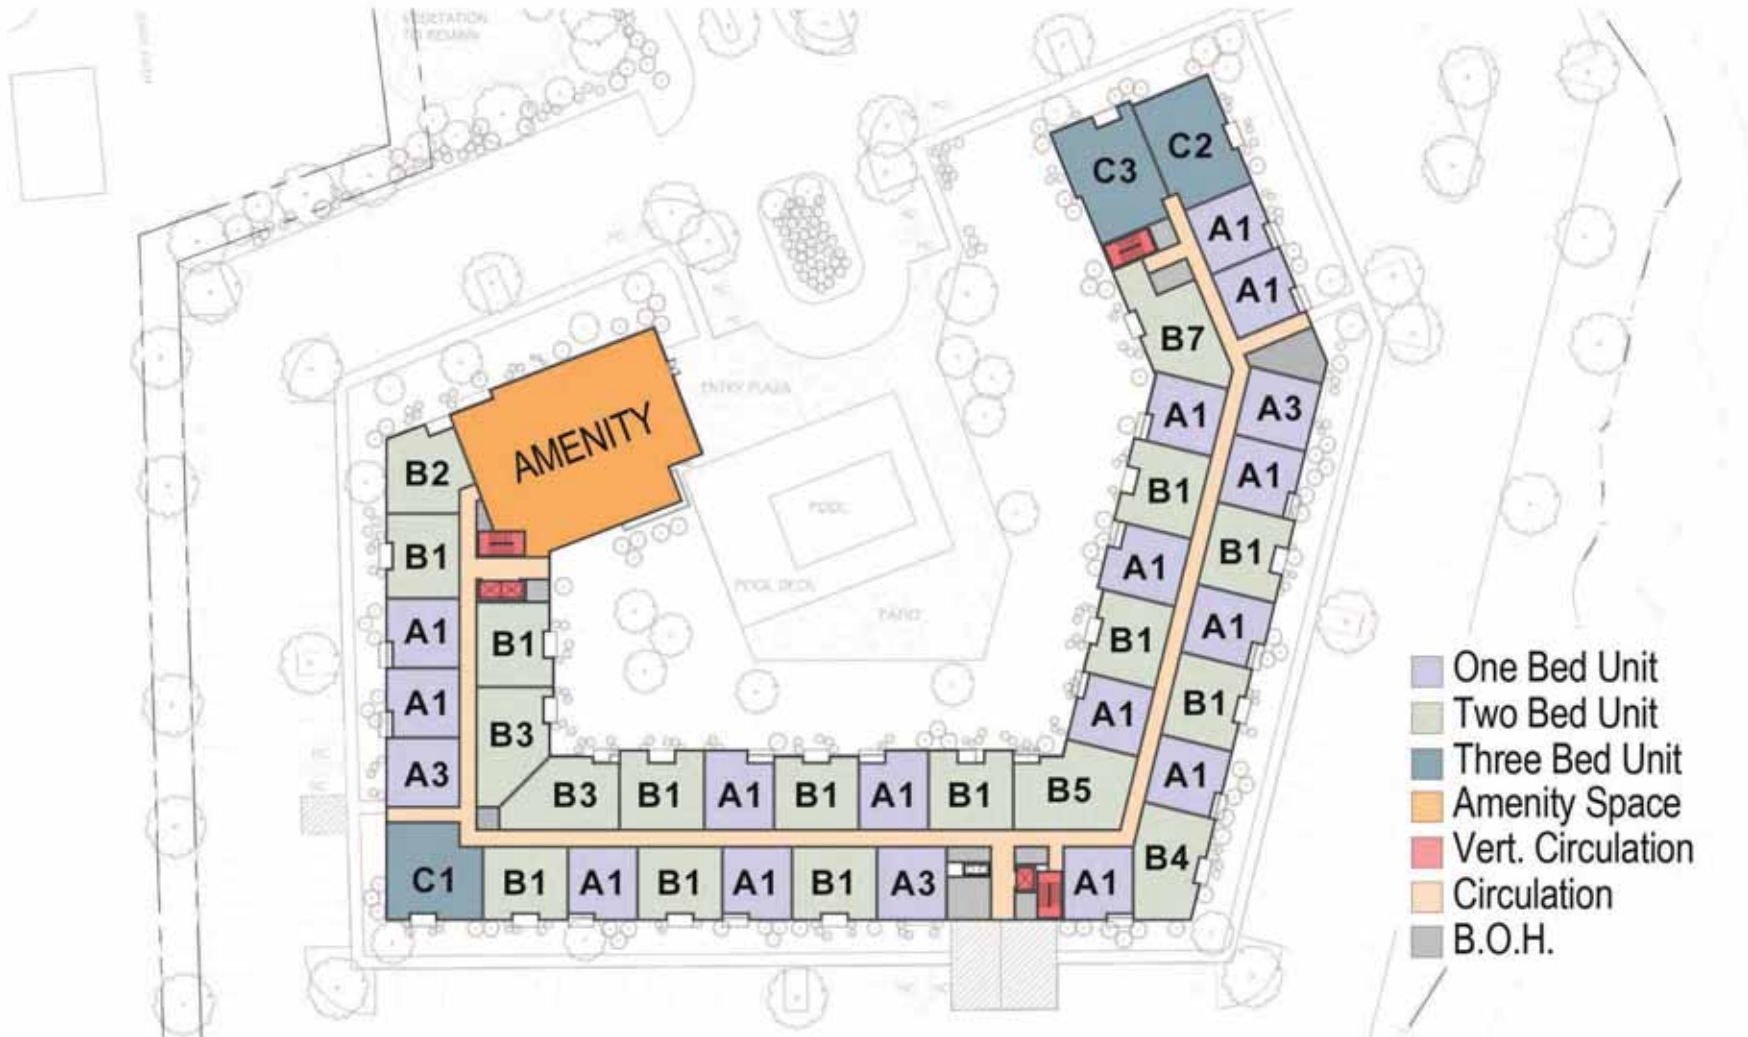 VEGETATION
TO REMAIN
C2
C3
A1
A1
B7
ENTRY PLAZA
A1
A3
AMENITY
B2
A1
B1
POOL
B1
B1
A1
POOL DECK
PATIO
A1
B1
B1
A1
One Bed Unit
A1
B1
A1
Two Bed Unit
B3
Three Bed Unit
A3
A1
B3
B1
A1
B1
A1
B1
B5
Amenity Space
Vert. Circulation
C1
B1
A1
B1
A1
B1
A3
A1
B4
Circulation
B.O.H.